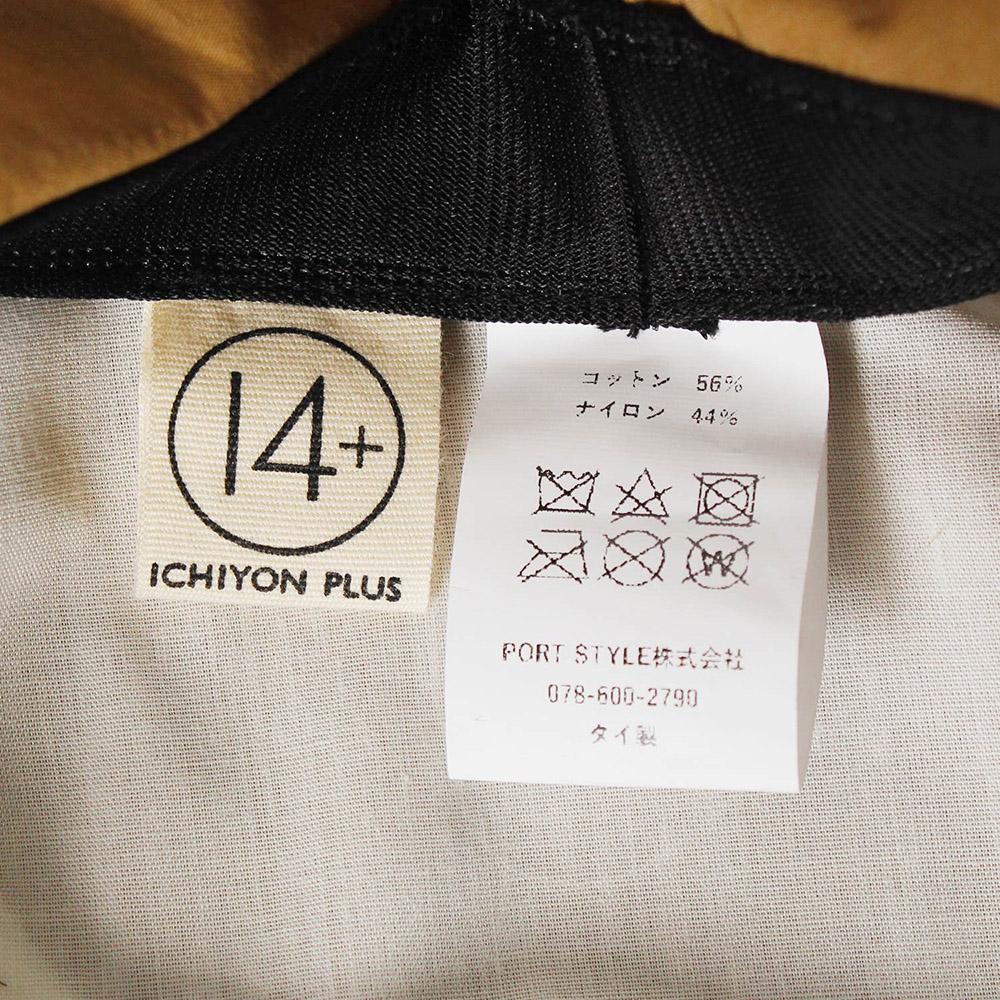 14+
ICHIYON PLUS
コットン 56%
ナイロン 44%
W
PORT STYLE株式会社
078-600-2790
タイ製